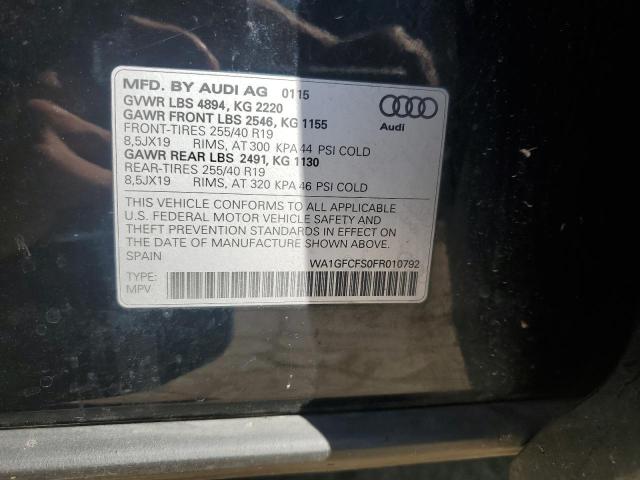 MFD. BY AUDI AG 0115
GVWR LBS 4894, KG 2220
GAWR FRONT LBS 2546, KG 1155
FRONT-TIRES 255/40 R19
8,5JX19 RIMS, AT 300 KPA 44 PSI COLD
GAWR REAR LBS 2491, KG 1130
REAR-TIRES 255/40 R19
8,5JX19 RIMS, AT 320 KPA 46 PSI COLD
Audi
THIS VEHICLE CONFORMS TO ALL APPLICABLE
U.S. FEDERAL MOTOR VEHICLE SAFETY AND
THEFT PREVENTION STANDARDS IN EFFECT ON
THE DATE OF MANUFACTURE SHOWN ABOVE.
SPAIN WA1GFCFS0FR010792
TYPE:
MPV